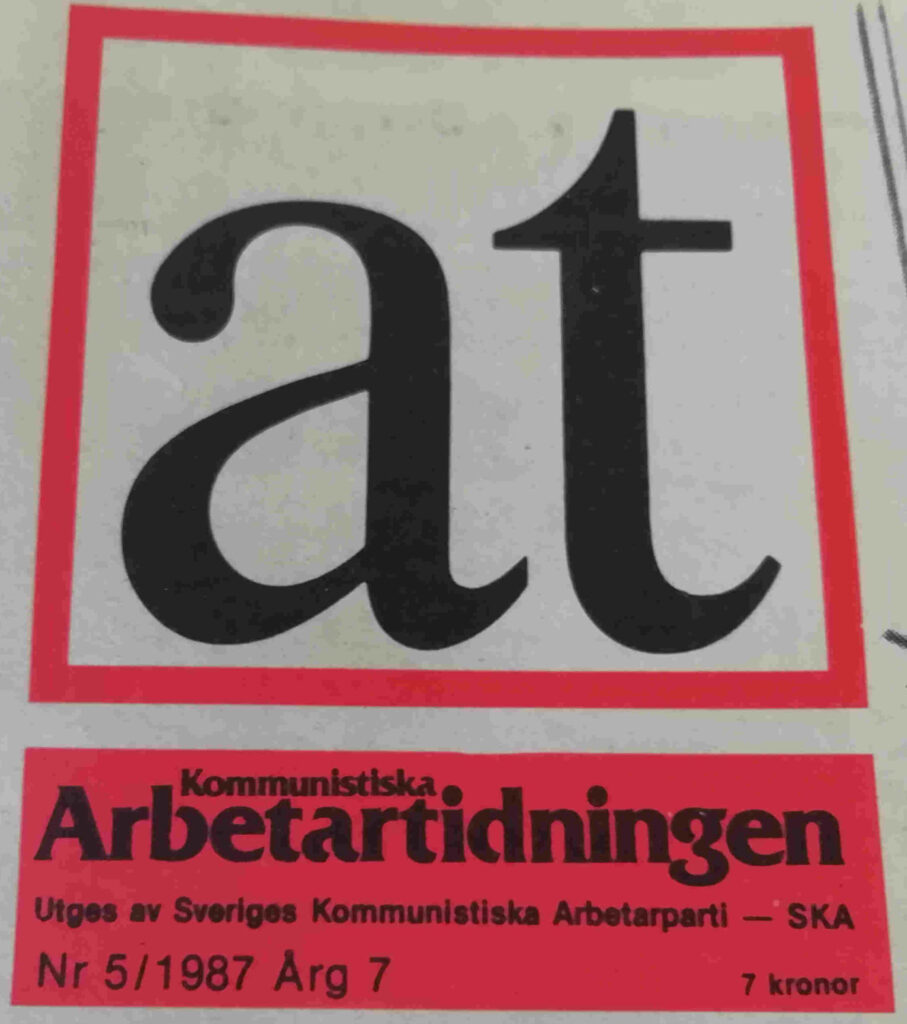 at
Kommunistiska
Arbetartidningen
Utges av Sveriges Kommunistiska Arbetarparti — SKA
Nr 5/1987 Årg 7
7 kronor